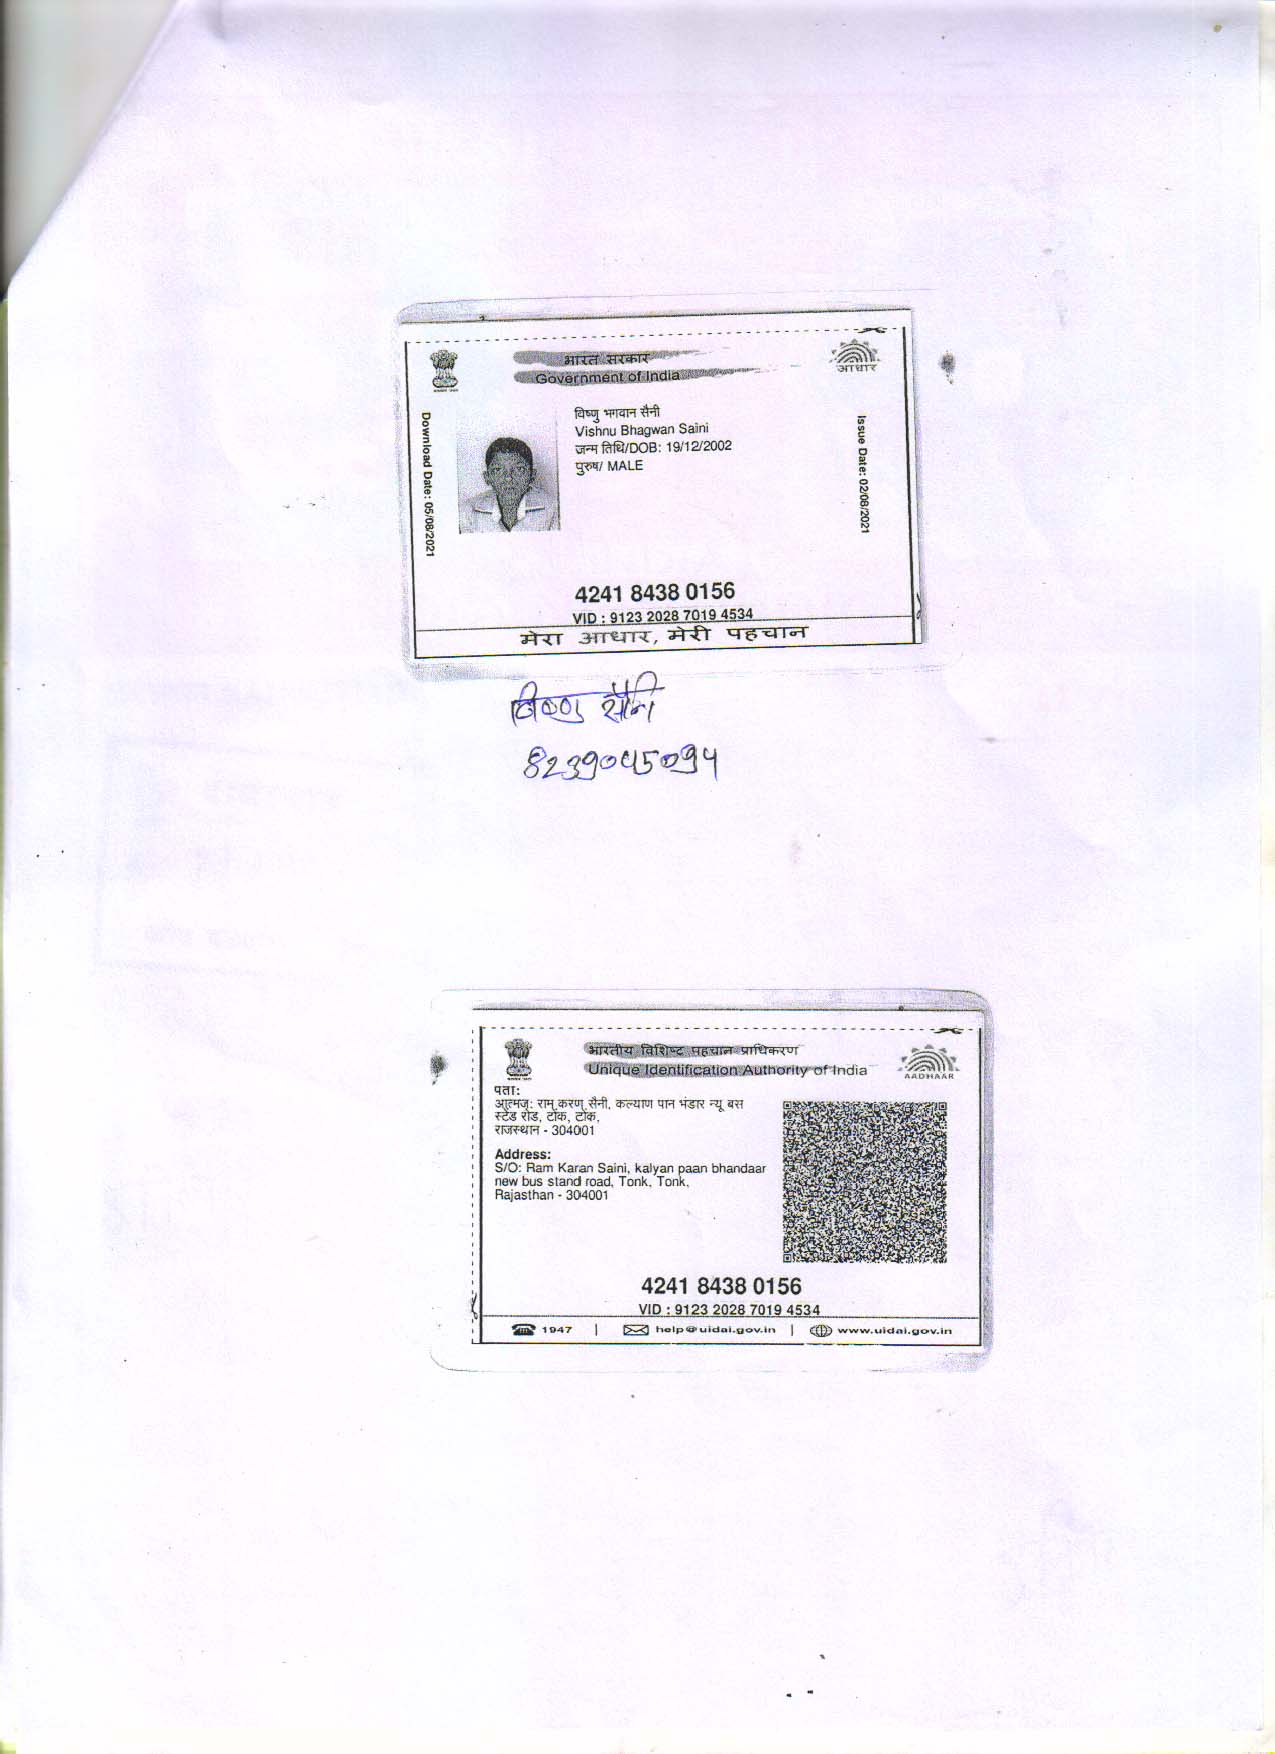 भारत सरकार
Government of India
आधार
Download Date: 05/08/2021
विष्णु भगवान सैनी
Vishnu Bhagwan Saini
जन्म तिथि/DOB: 19/12/2002
पुरुष/ MALE
Issue Date: 02/08/2021
4241 8438 0156
VID : 9123 2028 7019 4534
मेरा आधार, मेरी पहचान
विष्णु सैनि
8239045094
भारतीय विशिष्ट पहचान प्राधिकरण
Unique Identification Authority of India
AADHAAR
पता:
आत्मज: राम करण सैनी, कल्याण पान भंडार न्यू बस
स्टैंड रोड, टोंक, टोंक,
राजस्थान - 304001
Address:
S/O: Ram Karan Saini, kalyan paan bhandaar
new bus stand road, Tonk, Tonk,
Rajasthan - 304001
4241 8438 0156
VID : 9123 2028 7019 4534
1947 | help@uidai.gov.in | www.uidai.gov.in